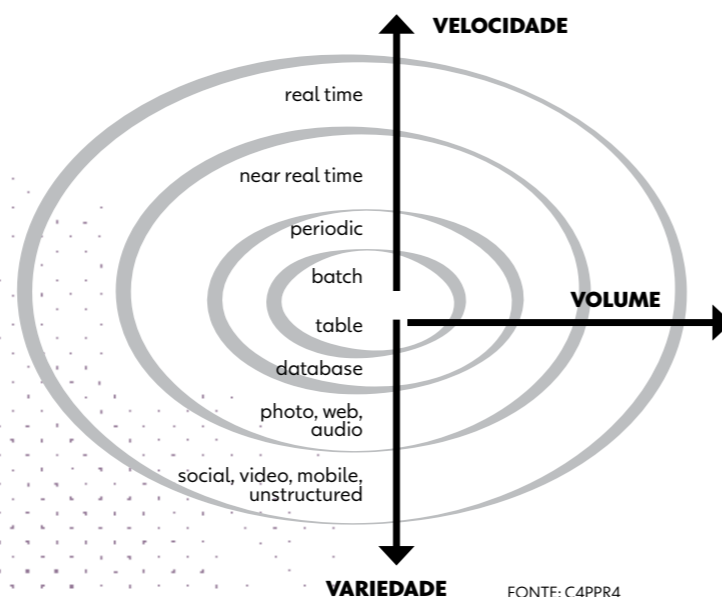 VELOCIDADE
real time
near real time
periodic
batch
VOLUME
table
database
photo, web,
audio
social, video, mobile,
unstructured
VARIEDADE
FONTE: C4PPR4